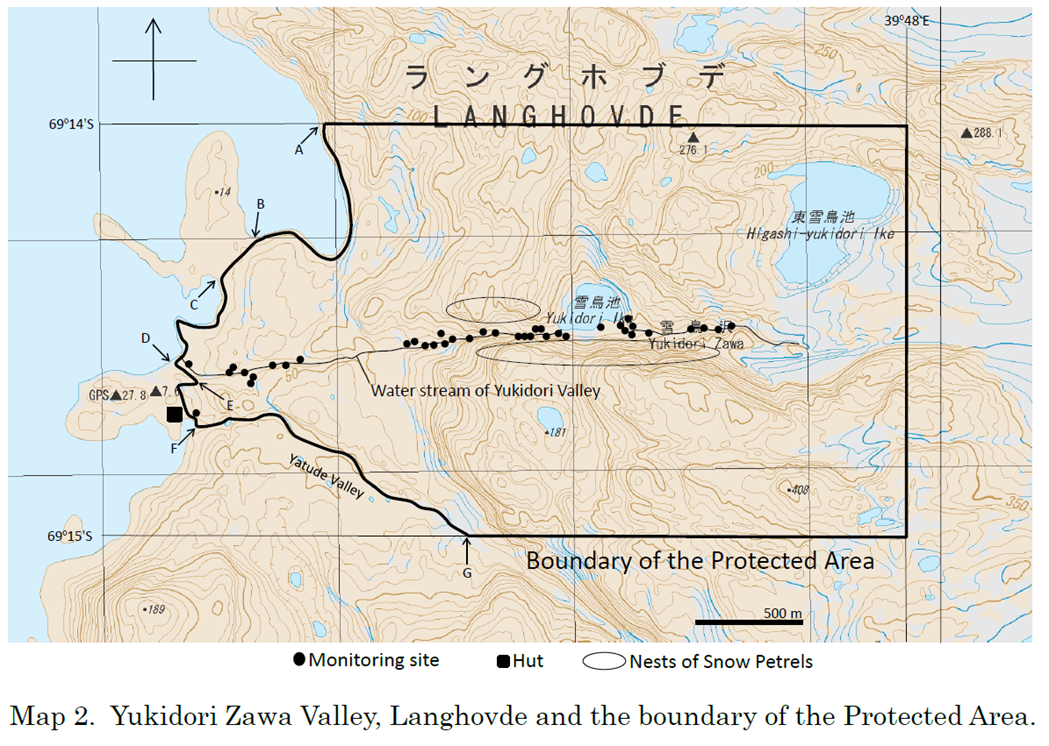 39°48'E
250
ラングホブデ
LANGHOVDE
69°14'S
A
276.1
288.1
200
14
B
東雪鳥池
Higashi-yukidori Ike
C
雪鳥池
Yukidori Ik
雪鳥沢
Yukidori Zawa
D
50
Water stream of Yukidori Valley
GPS 27.8
7.
E
181
F
Yatude Valley
408
350
69°15'S
G
Boundary of the Protected Area
189
500 m
Monitoring site Hut Nests of Snow Petrels
Map 2. Yukidori Zawa Valley, Langhovde and the boundary of the Protected Area.